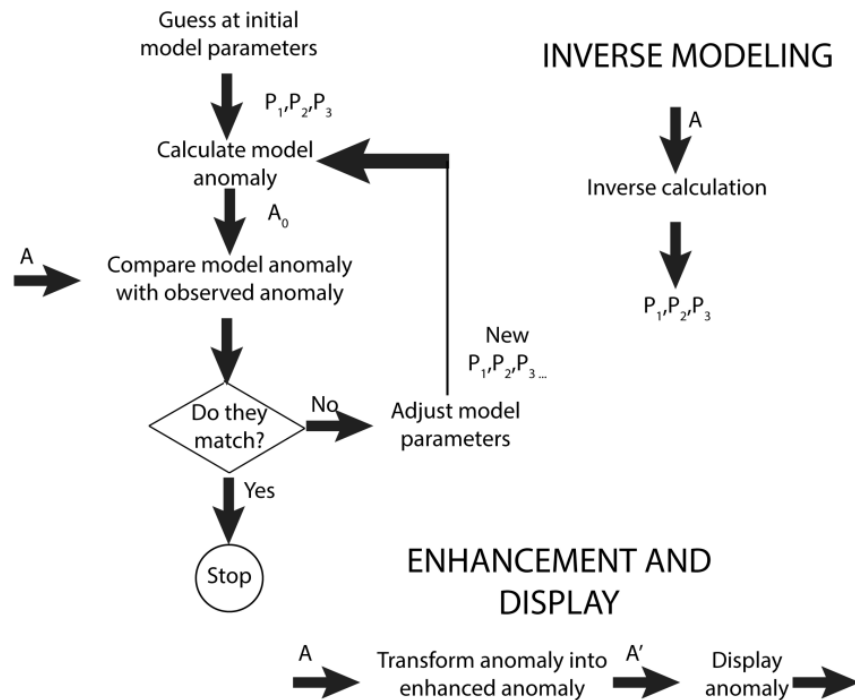 Guess at initial
model parameters
P₁,P₂,P₃
Calculate model
anomaly
A₀
A
Compare model anomaly
with observed anomaly
Do they
match?
No
Adjust model
parameters
New
P₁,P₂,P₃...
Yes
Stop
INVERSE MODELING
A
Inverse calculation
P₁,P₂,P₃
ENHANCEMENT AND
DISPLAY
A
Transform anomaly into
enhanced anomaly
A'
Display
anomaly